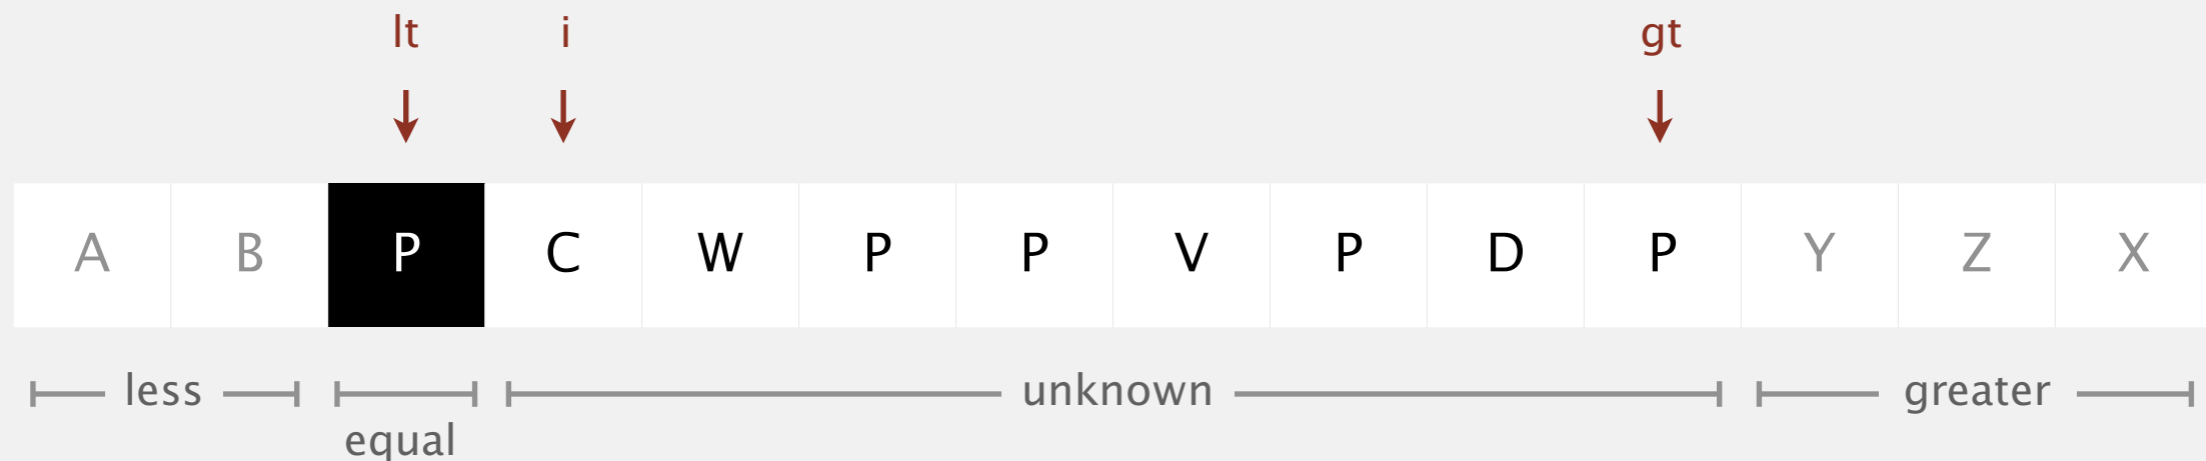 lt i gt
A B P C W P P V P D P Y Z X
less unknown greater
equal